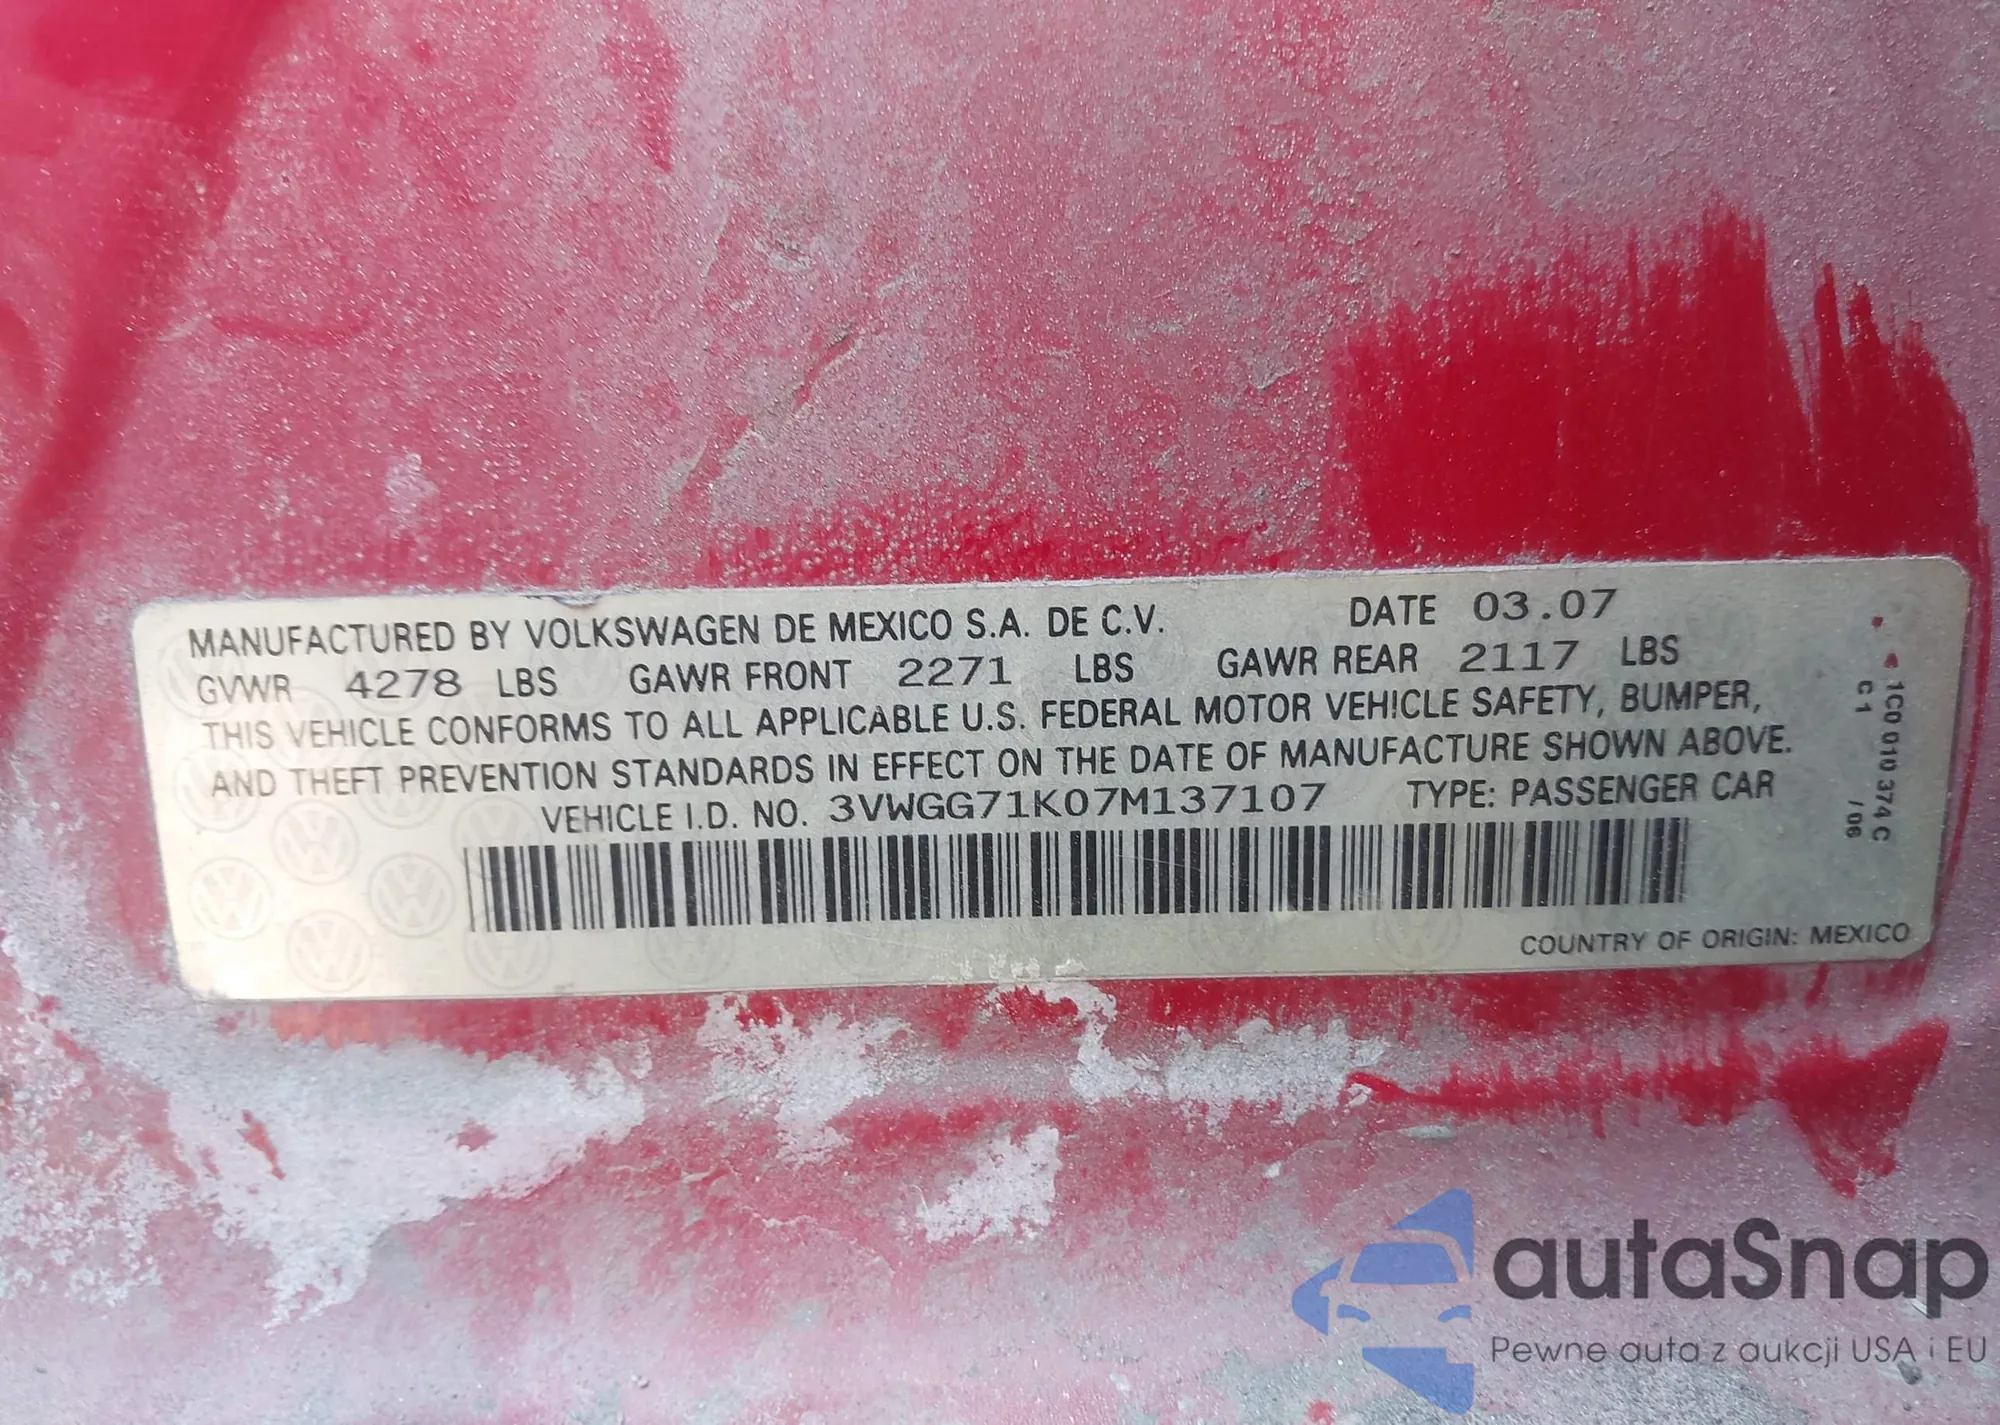 MANUFACTURED BY VOLKSWAGEN DE MEXICO S.A. DE C.V. DATE 03.07
GVWR 4278 LBS GAWR FRONT 2271 LBS GAWR REAR 2117 LBS
THIS VEHICLE CONFORMS TO ALL APPLICABLE U.S. FEDERAL MOTOR VEHICLE SAFETY, BUMPER,
AND THEFT PREVENTION STANDARDS IN EFFECT ON THE DATE OF MANUFACTURE SHOWN ABOVE.
VEHICLE I.D. NO. 3VWGG71K07M137107 TYPE: PASSENGER CAR
COUNTRY OF ORIGIN: MEXICO
1C0 010 374 C
C 1 / 06
autaSnap
Pewne auta z aukcji USA i EU